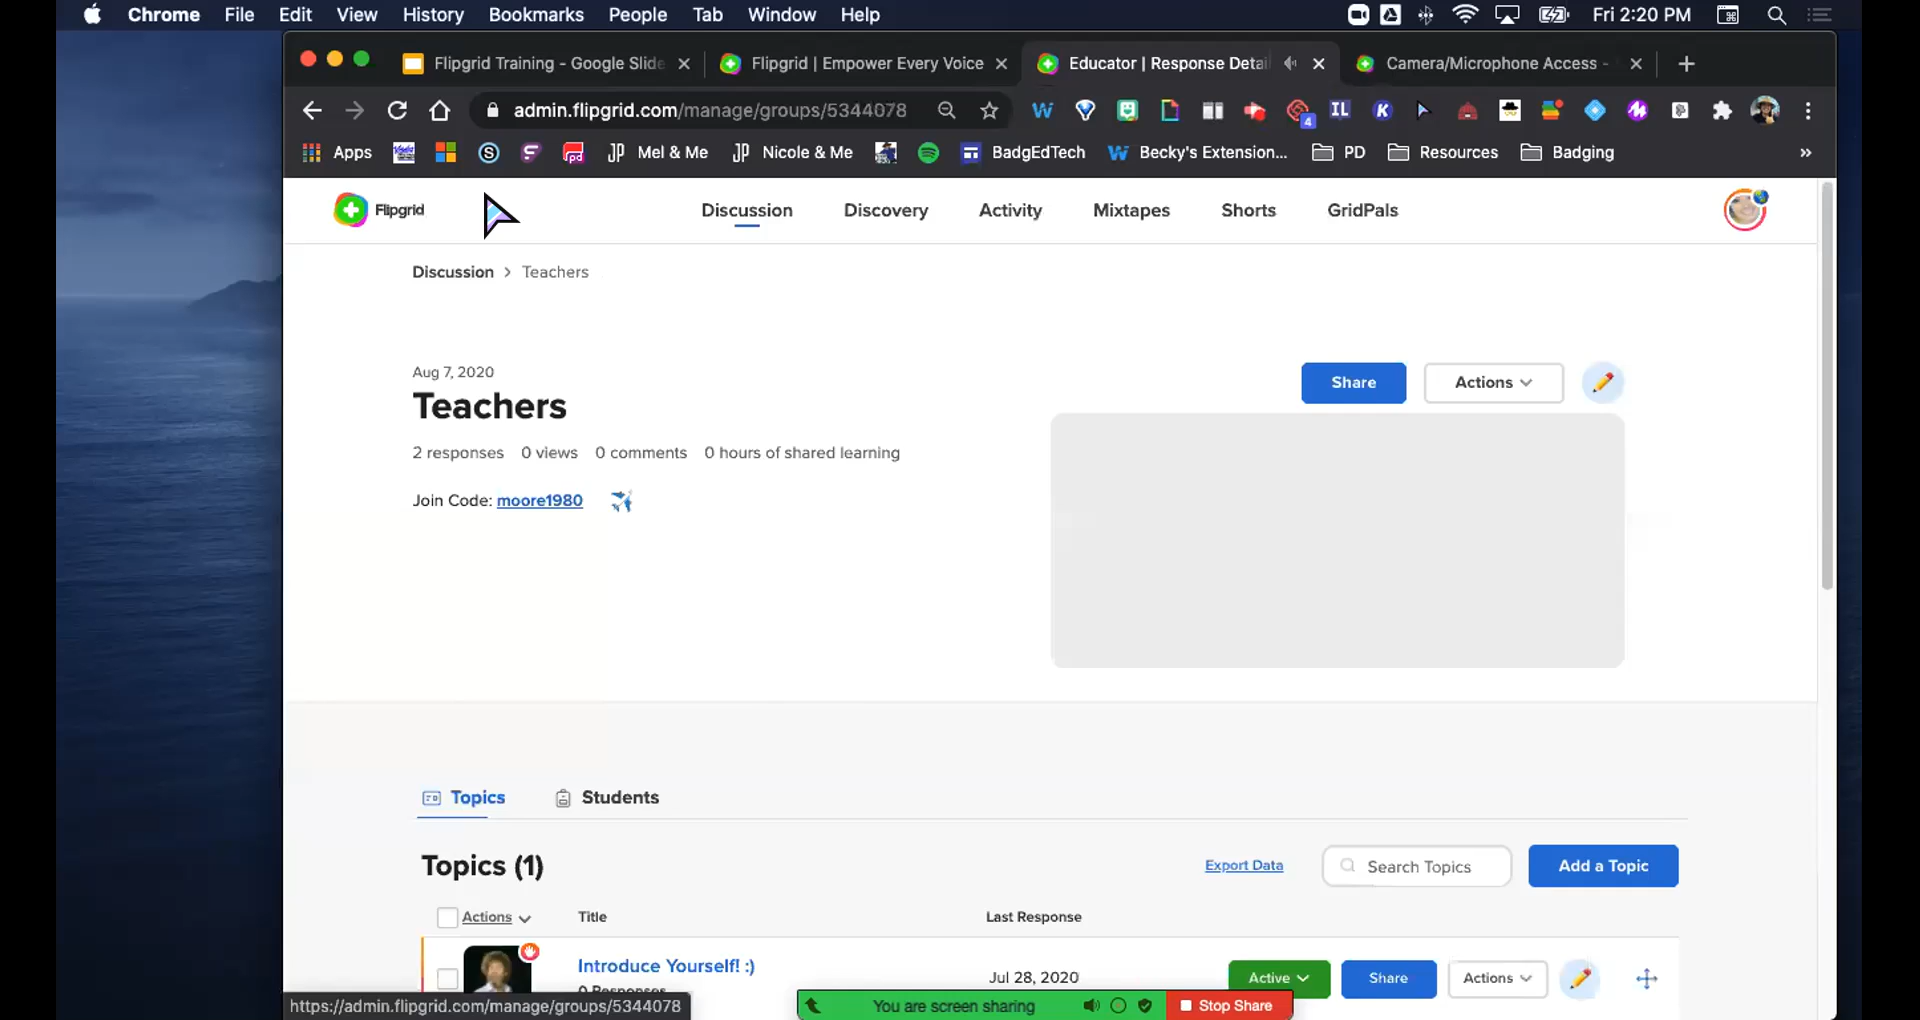 Chrome File Edit View History Bookmarks People Tab Window Help Fri 2:20 PM
Flipgrid Training - Google Slide Flipgrid | Empower Every Voice Educator | Response Detai Camera/Microphone Access -
admin.flipgrid.com/manage/groups/5344078 IL 4
Apps Mel & Me Nicole & Me BadgEdTech Becky's Extension... PD Resources Badging »
Flipgrid Discussion Discovery Activity Mixtapes Shorts GridPals
Discussion > Teachers
Aug 7, 2020
Share Actions
Teachers
2 responses 0 views 0 comments 0 hours of shared learning
Join Code: moore1980
Topics Students
Topics (1) Export Data Search Topics Add a Topic
Actions Title Last Response
Introduce Yourself! :) Jul 28, 2020 Active Share Actions
0 Responses
https://admin.flipgrid.com/manage/groups/5344078 You are screen sharing Stop Share